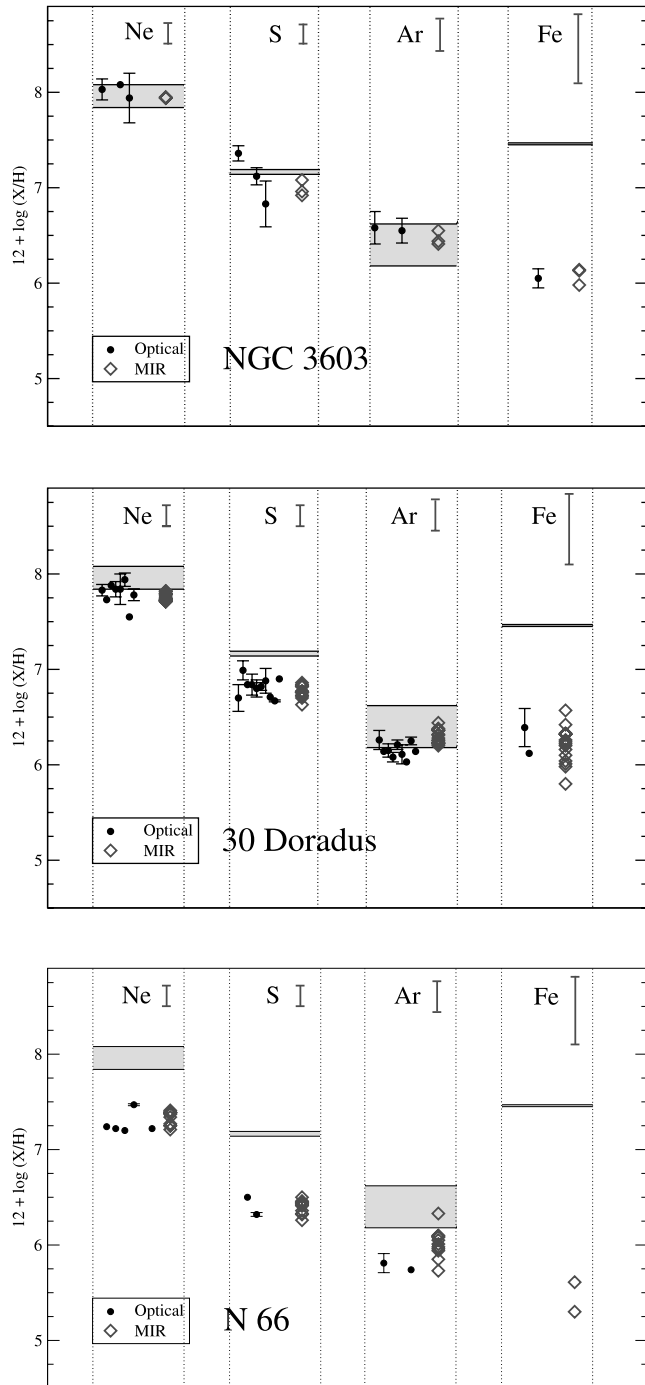 Ne S Ar Fe
8
7
6
5
12 + log (X/H)
Optical
MIR
NGC 3603
Ne S Ar Fe
8
7
6
5
12 + log (X/H)
Optical
MIR
30 Doradus
Ne S Ar Fe
8
7
6
5
12 + log (X/H)
Optical
MIR
N 66